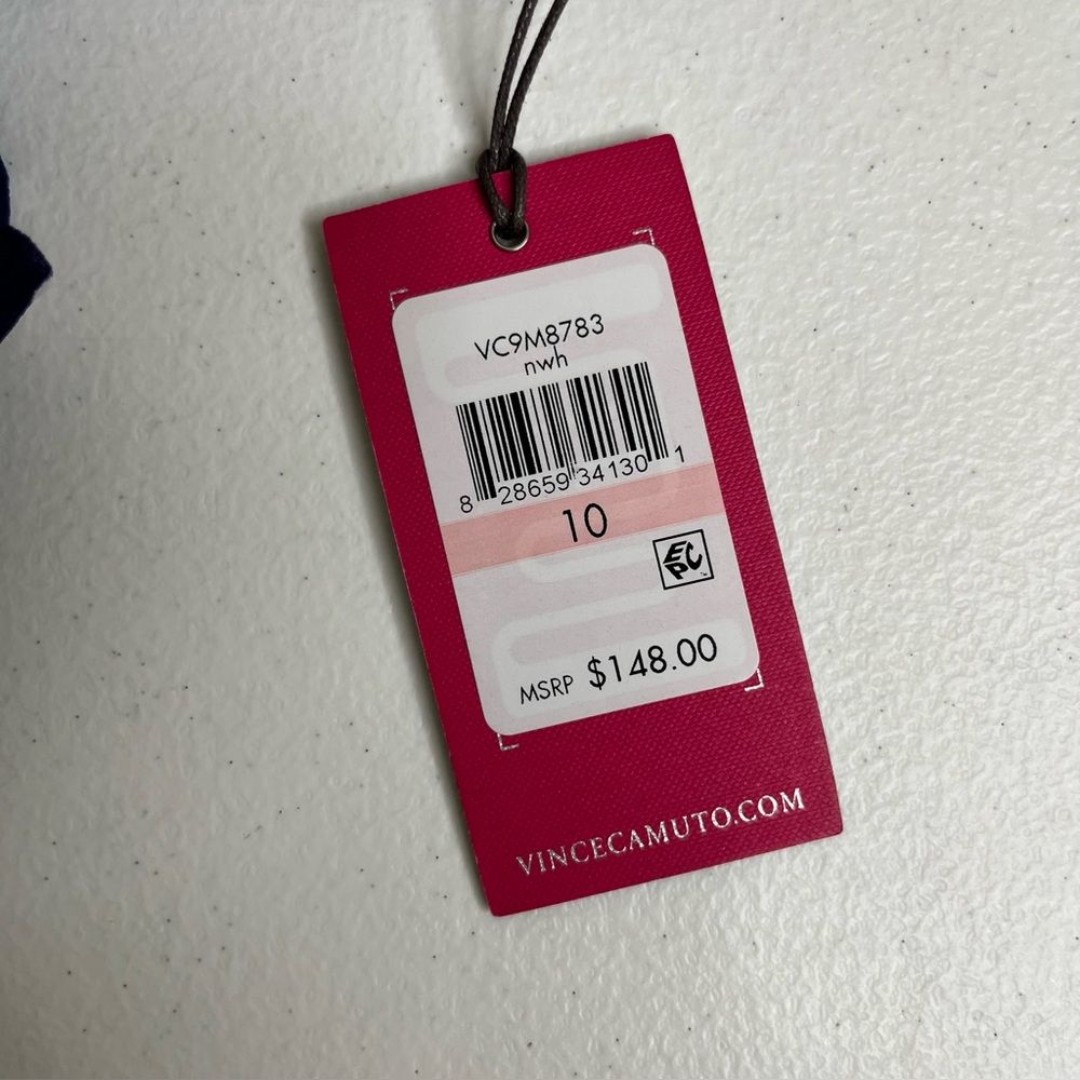 VC9M8783
nwh
8 28659 34130 1
10
EPC
MSRP $148.00
VINCECAMUTO.COM